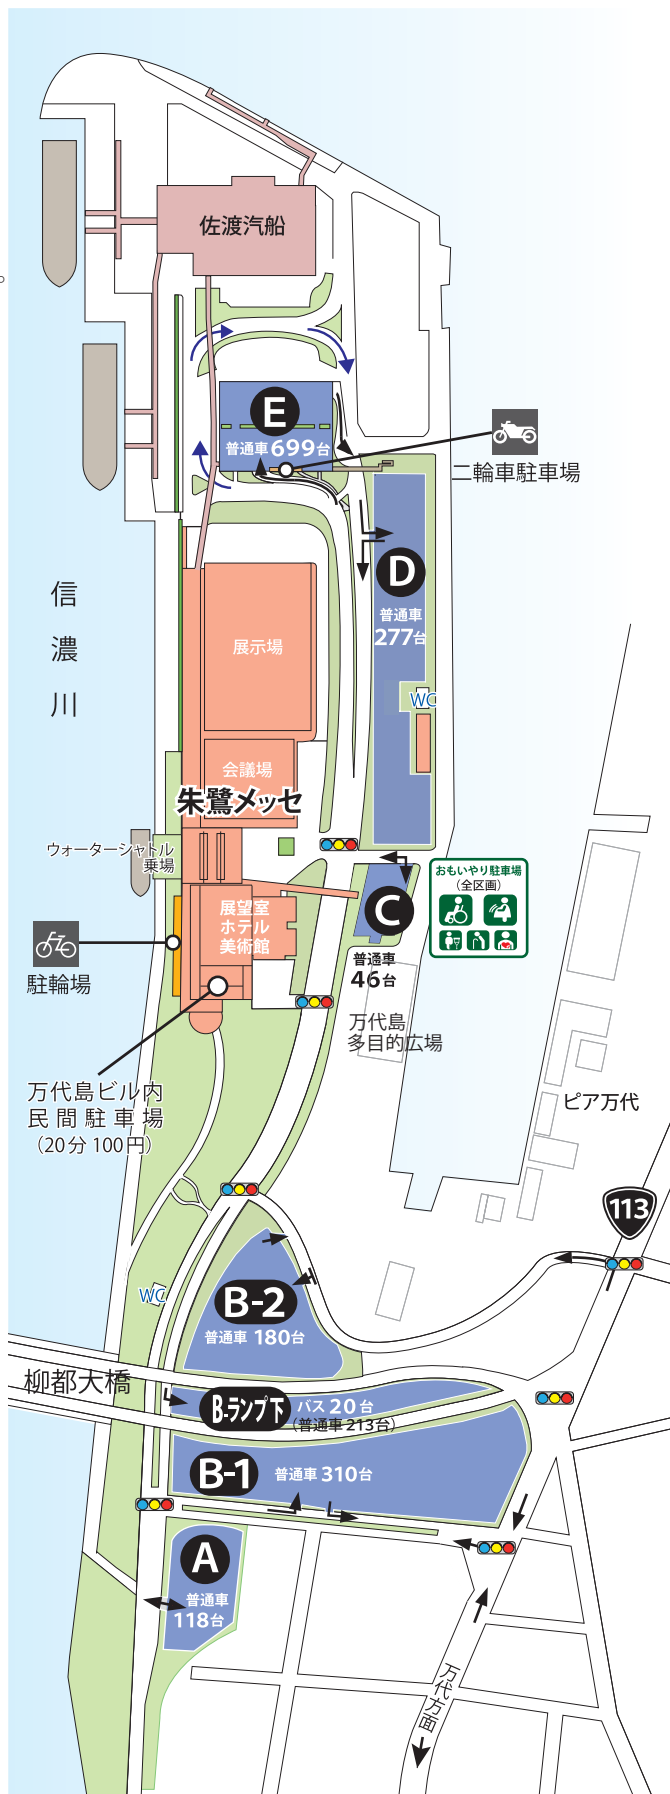 佐渡汽船
E
普通車 699台
二輪車駐車場
D
普通車
277台
信
濃
川
展示場
WC
会議場
朱鷺メッセ
ウォーターシャトル
乗場
おもいやり駐車場
(全区画)
C
展望室
ホテル
美術館
普通車
46台
駐輪場
万代島
多目的広場
万代島ビル内
民間駐車場
(20分 100円)
ピア万代
113
WC
B-2
普通車 180台
柳都大橋
B-ランプ下
バス 20台
(普通車 213台)
B-1
普通車 310台
A
普通車
118台
万代方面